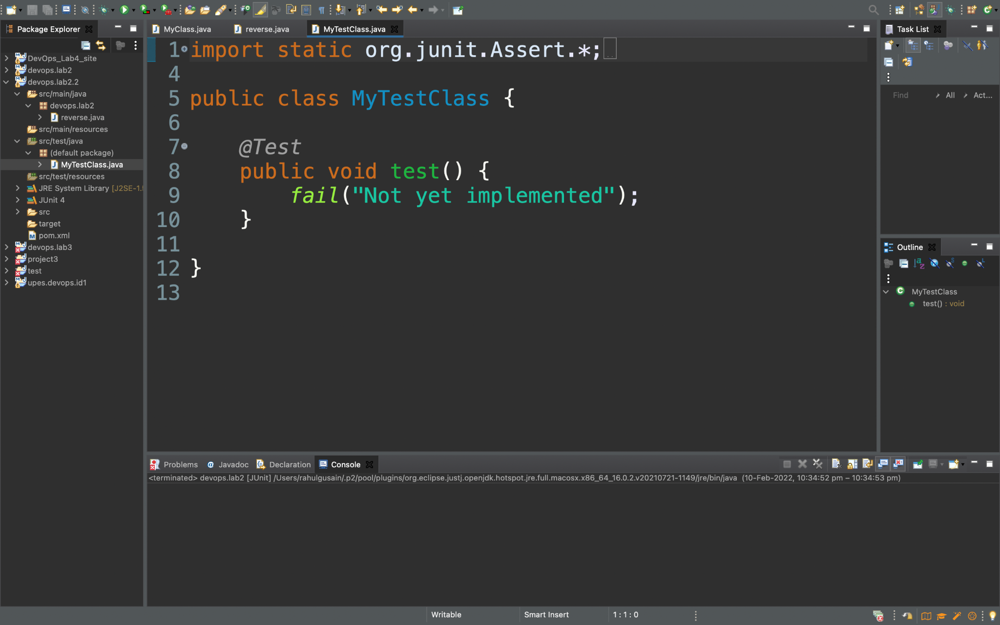 Package Explorer
DevOps_Lab4_site
devops.lab2
devops.lab2.2
src/main/java
devops.lab2
reverse.java
src/main/resources
src/test/java
(default package)
MyTestClass.java
src/test/resources
JRE System Library [J2SE-1.
JUnit 4
src
target
pom.xml
devops.lab3
project3
test
upes.devops.id1
MyClass.java
reverse.java
MyTestClass.java
1 import static org.junit.Assert.*;
4
5 public class MyTestClass {
6
7 @Test
8 public void test() {
9 fail("Not yet implemented");
10 }
11
12 }
13
Task List
Find
All
Act...
Outline
MyTestClass
test() : void
Problems
Javadoc
Declaration
Console
<terminated> devops.lab2 [JUnit] /Users/rahulgusain/.p2/pool/plugins/org.eclipse.justj.openjdk.hotspot.jre.full.macosx.x86_64_16.0.2.v20210721-1149/jre/bin/java (10-Feb-2022, 10:34:52 pm – 10:34:53 pm)
Writable
Smart Insert
1 : 1 : 0